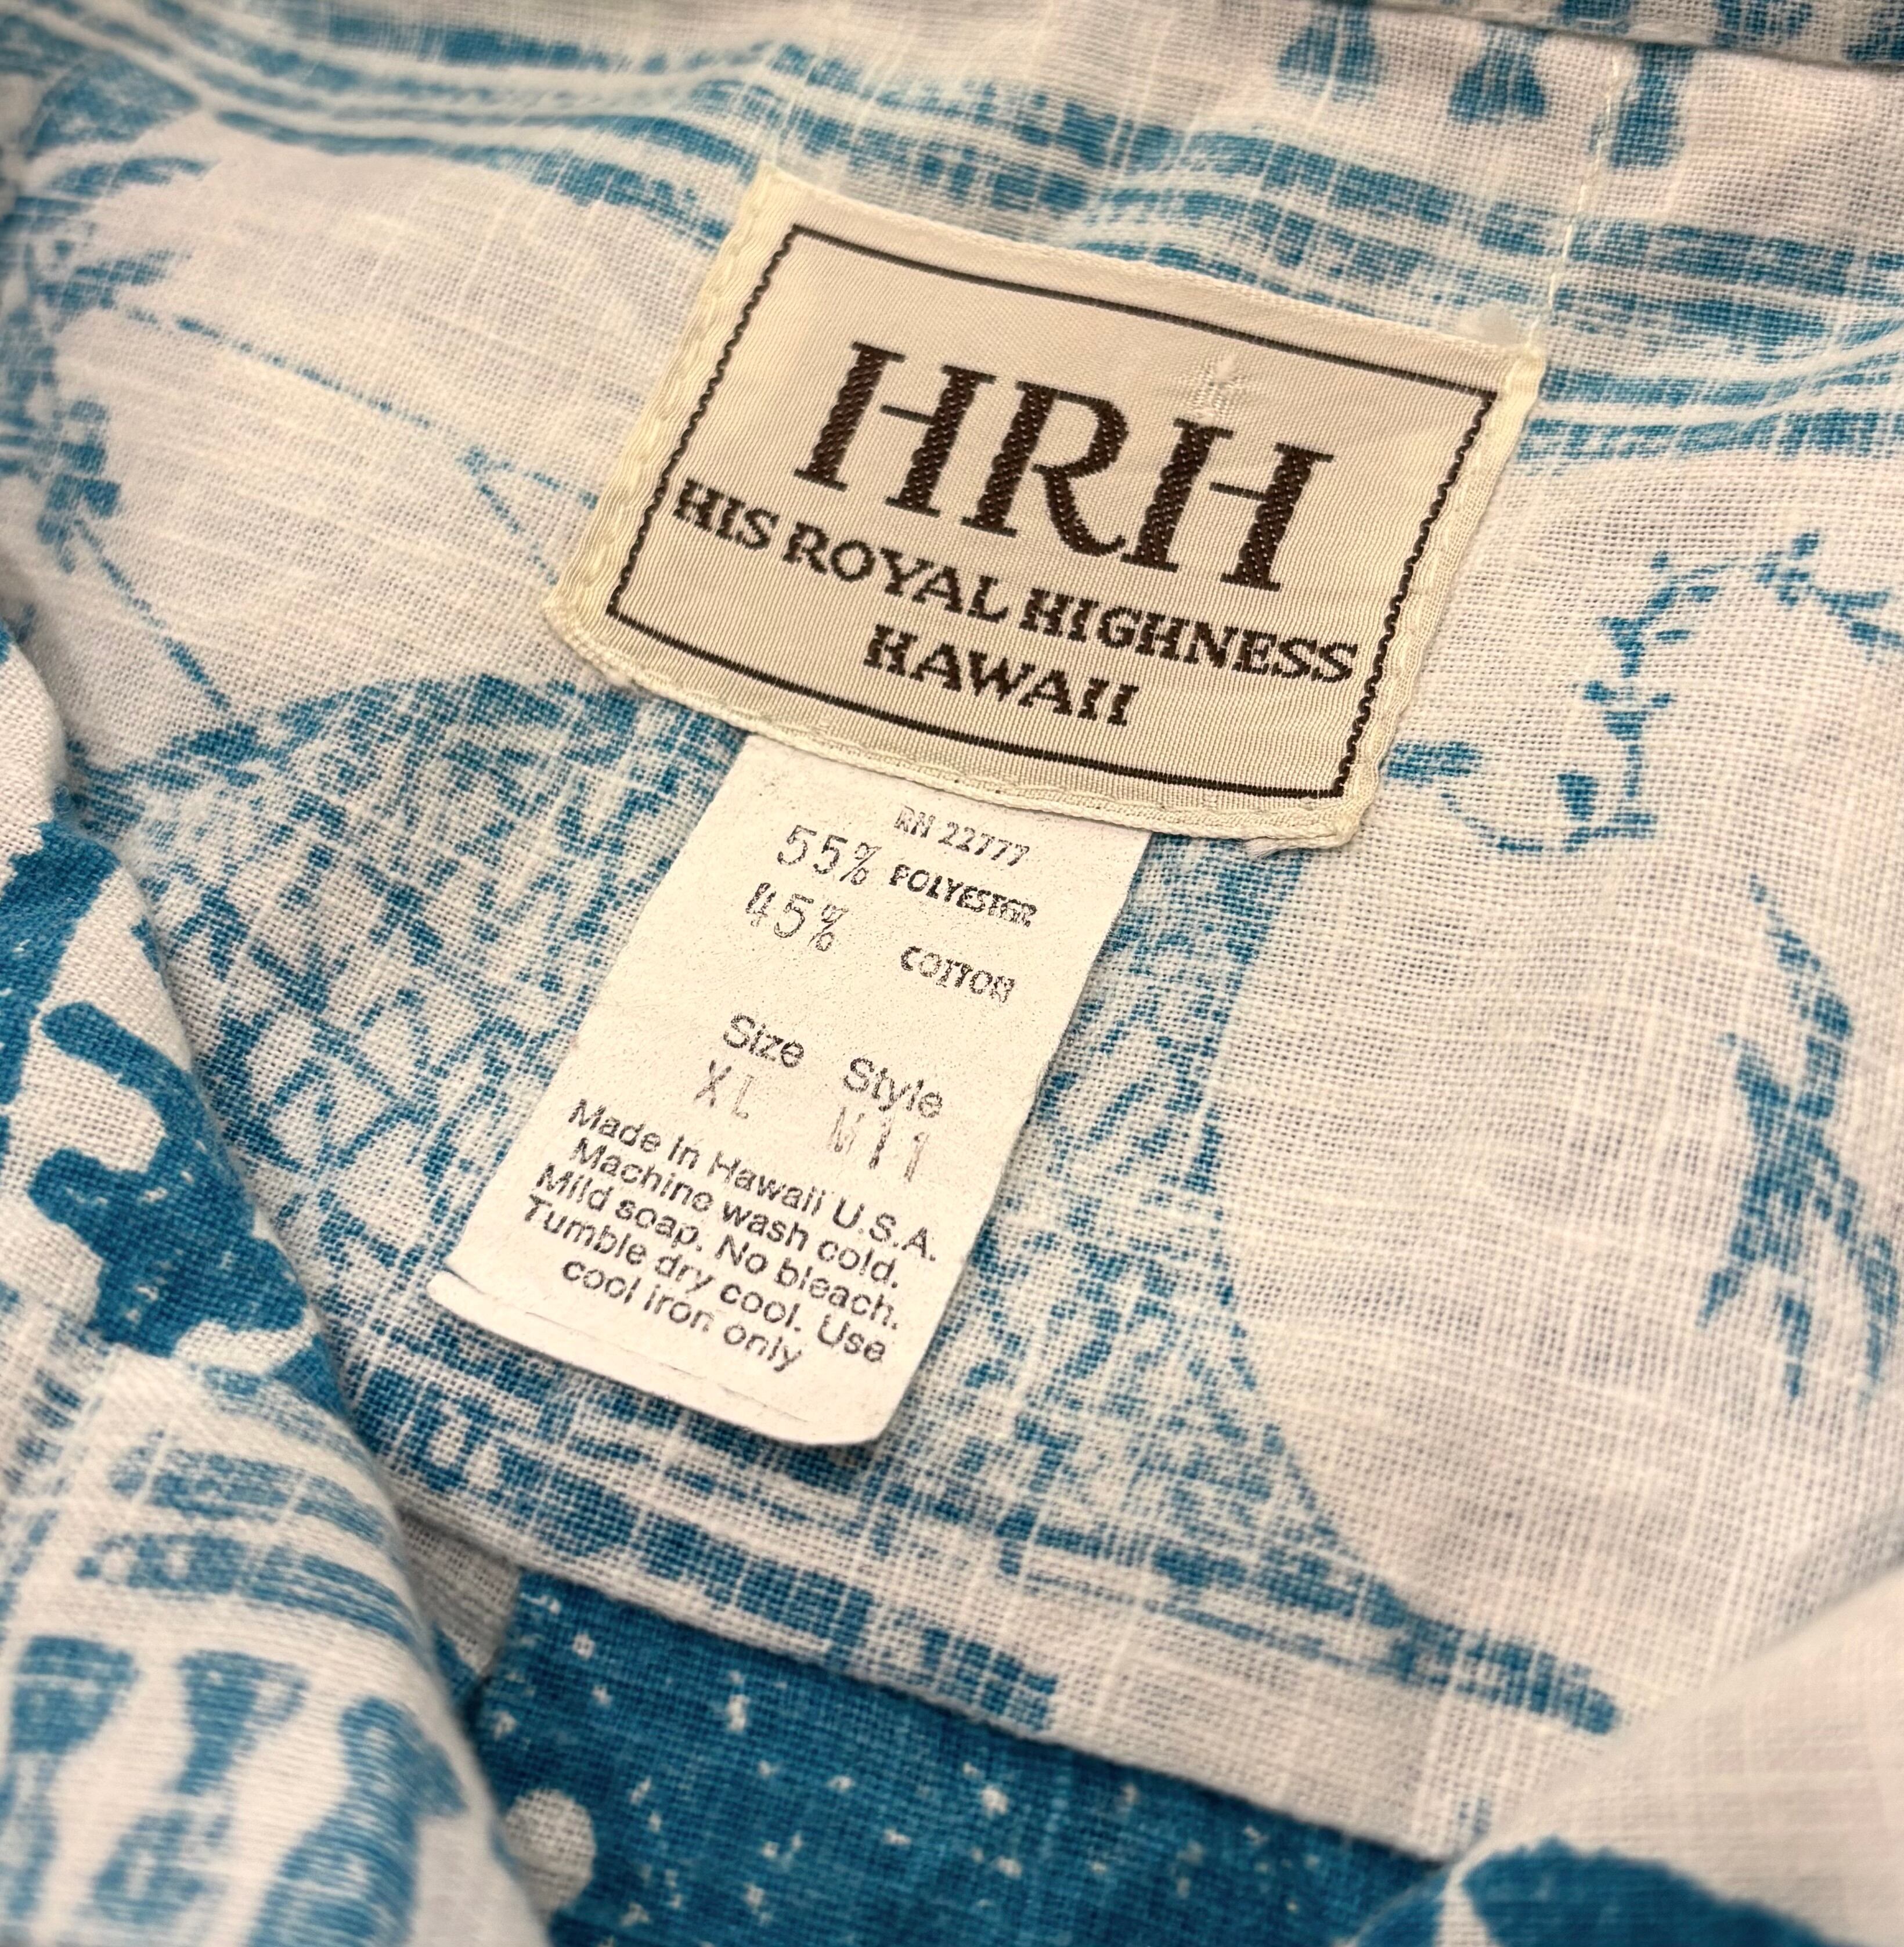 HRH
HIS ROYAL HIGHNESS
HAWAII
RN 22777
55% POLYESTER
45% COTTON
Size Style
XL M11
Made in Hawaii U.S.A.
Machine wash cold.
Mild soap. No bleach.
Tumble dry cool. Use
cool iron only